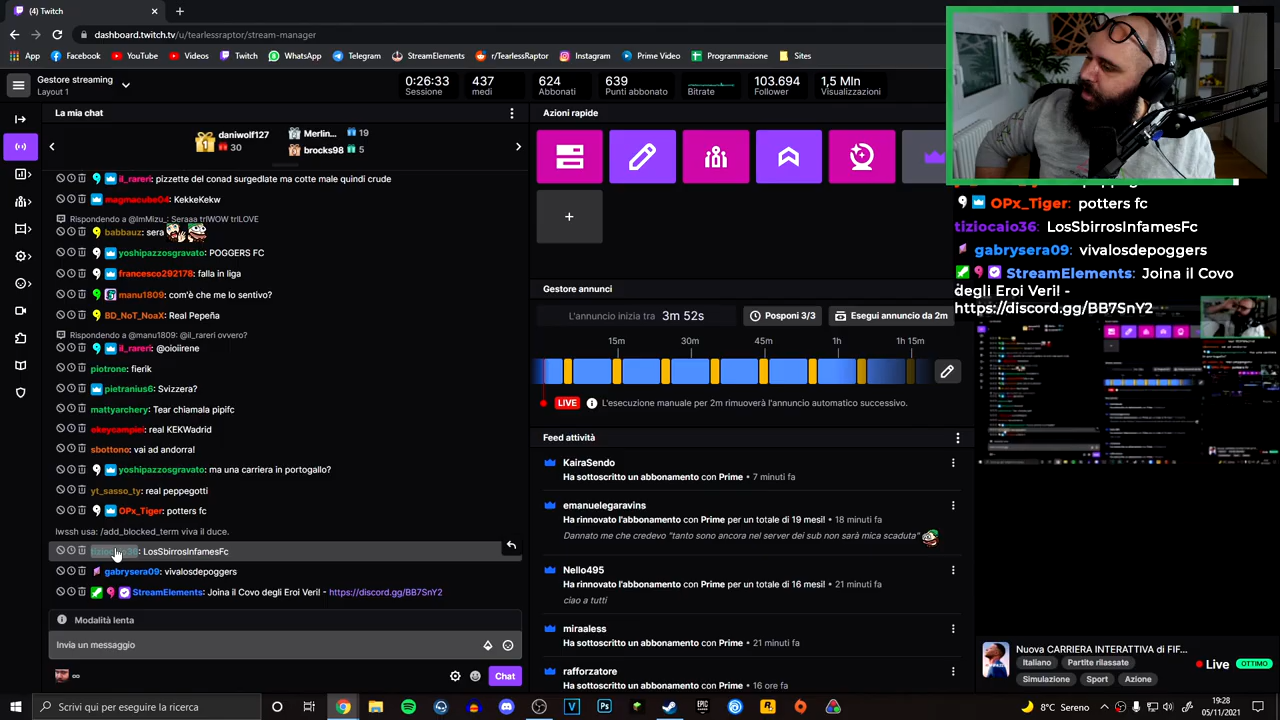 (4) Twitch
dashboard.twitch.tv/u/tearlessraptor/stream-manager
App
Facebook
YouTube
Videos
Twitch
WhatsApp
Telegram
StreamElements
r/TearlessRaptor
Instagram
Prime Video
Programmazione
Sites
Gestore streaming
Layout 1
0:26:33
Sessione
437
medi
624
Abbonati
639
Punti abbonato
Bitrate
103.694
Follower
1,5 Mln
Visualizzazioni
La mia chat
daniwolf127
30
Merlin...
19
brocks98
5
il_rareri: pizzette del conad surgedlate ma cotte male quindi crude
magmacube04: KekkeKekw
Rispondendo a @ImMizu_: Seraaa trlWOW trlLOVE
babbauz: sera
yoshipazzosgravato: POGGERS FC
francesco292178: falla in liga
manu1809: com'è che me lo sentivo?
BD_NoT_NoaX: Real Pepeña
Rispondendo a @manu1809: @il_rareri ovvero?
il_rareri: @oioiirene
piotrone: fierik
pietranius6: Svizzera?
mattyarchery: Tear chiamati piplrc
okeycampici: real KEKWadrid
sbottono: vai ad andorral
yoshipazzosgravato: ma una carriera in portogallo?
yt_sasso_ty: real peppegotti
OPx_Tiger: potters fc
lwssh usa: /add_blocked_term viva il duce.
tiziocaio36: LosSbirrosInfamesFc
gabrysera09: vivalosdepoggers
StreamElements: Joina il Covo degli Eroi Veri! - https://discord.gg/BB7SnY2
Modalità lenta
Invia un messaggio
Chat
Azioni rapide
Gestore annunci
L'annuncio inizia tra 3m 52s
Posponi 3/3
Esegui annuncio da 2m
15m
30m
45m
1h
1h 15m
LIVE
L'esecuzione manuale per 2m rinvia l'annuncio automatico successivo.
Feed attività
KairaSendo
Ha sottoscritto un abbonamento con Prime • 7 minuti fa
emanuelegaravins
Ha rinnovato l'abbonamento con Prime per un totale di 19 mesi! • 18 minuti fa
Dannato me che credevo "tanto sono ancora nel server dei sub non sarà mica scaduta"
Nello495
Ha rinnovato l'abbonamento con Prime per un totale di 16 mesi! • 21 minuti fa
ciao a tutti
miraaless
Ha sottoscritto un abbonamento con Prime • 21 minuti fa
rafforzatore
Ha sottoscritto un abbonamento con Prime • 16 ore fa
OPx_Tiger: potters fc
tiziocaio36: LosSbirrosInfamesFc
gabrysera09: vivalosdepoggers
StreamElements: Joina il Covo
degli Eroi Veri! -
https://discord.gg/BB7SnY2
Nuova CARRIERA INTERATTIVA di FIF...
Italiano
Partite rilassate
Simulazione
Sport
Azione
Live
OTTIMO
Scrivi qui per eseguire la ricerca
8°C Sereno
19:28
05/11/2021